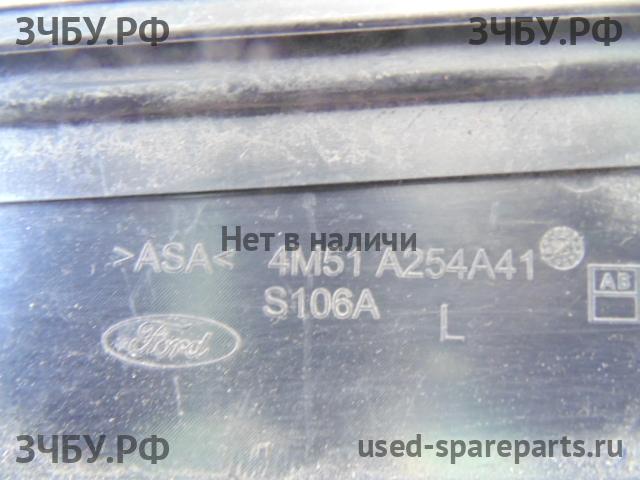 ЗЧБУ.РФ ЗЧБУ.РФ
Нет в наличи
>ASA< 4M51 A254A41
S106A
AB
L
Ford
ЗЧБУ.РФ used-spareparts.ru